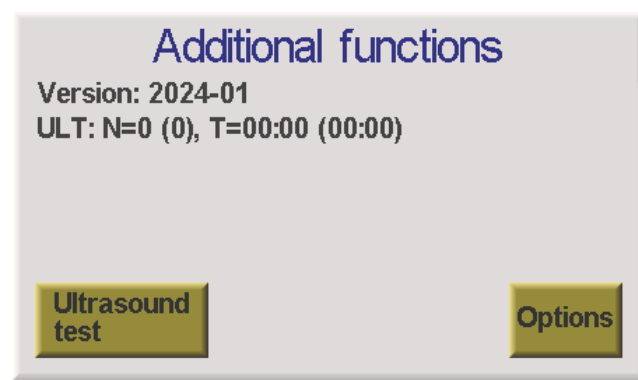 Additional functions
Version: 2024-01
ULT: N=0 (0), T=00:00 (00:00)
Ultrasound
test
Options